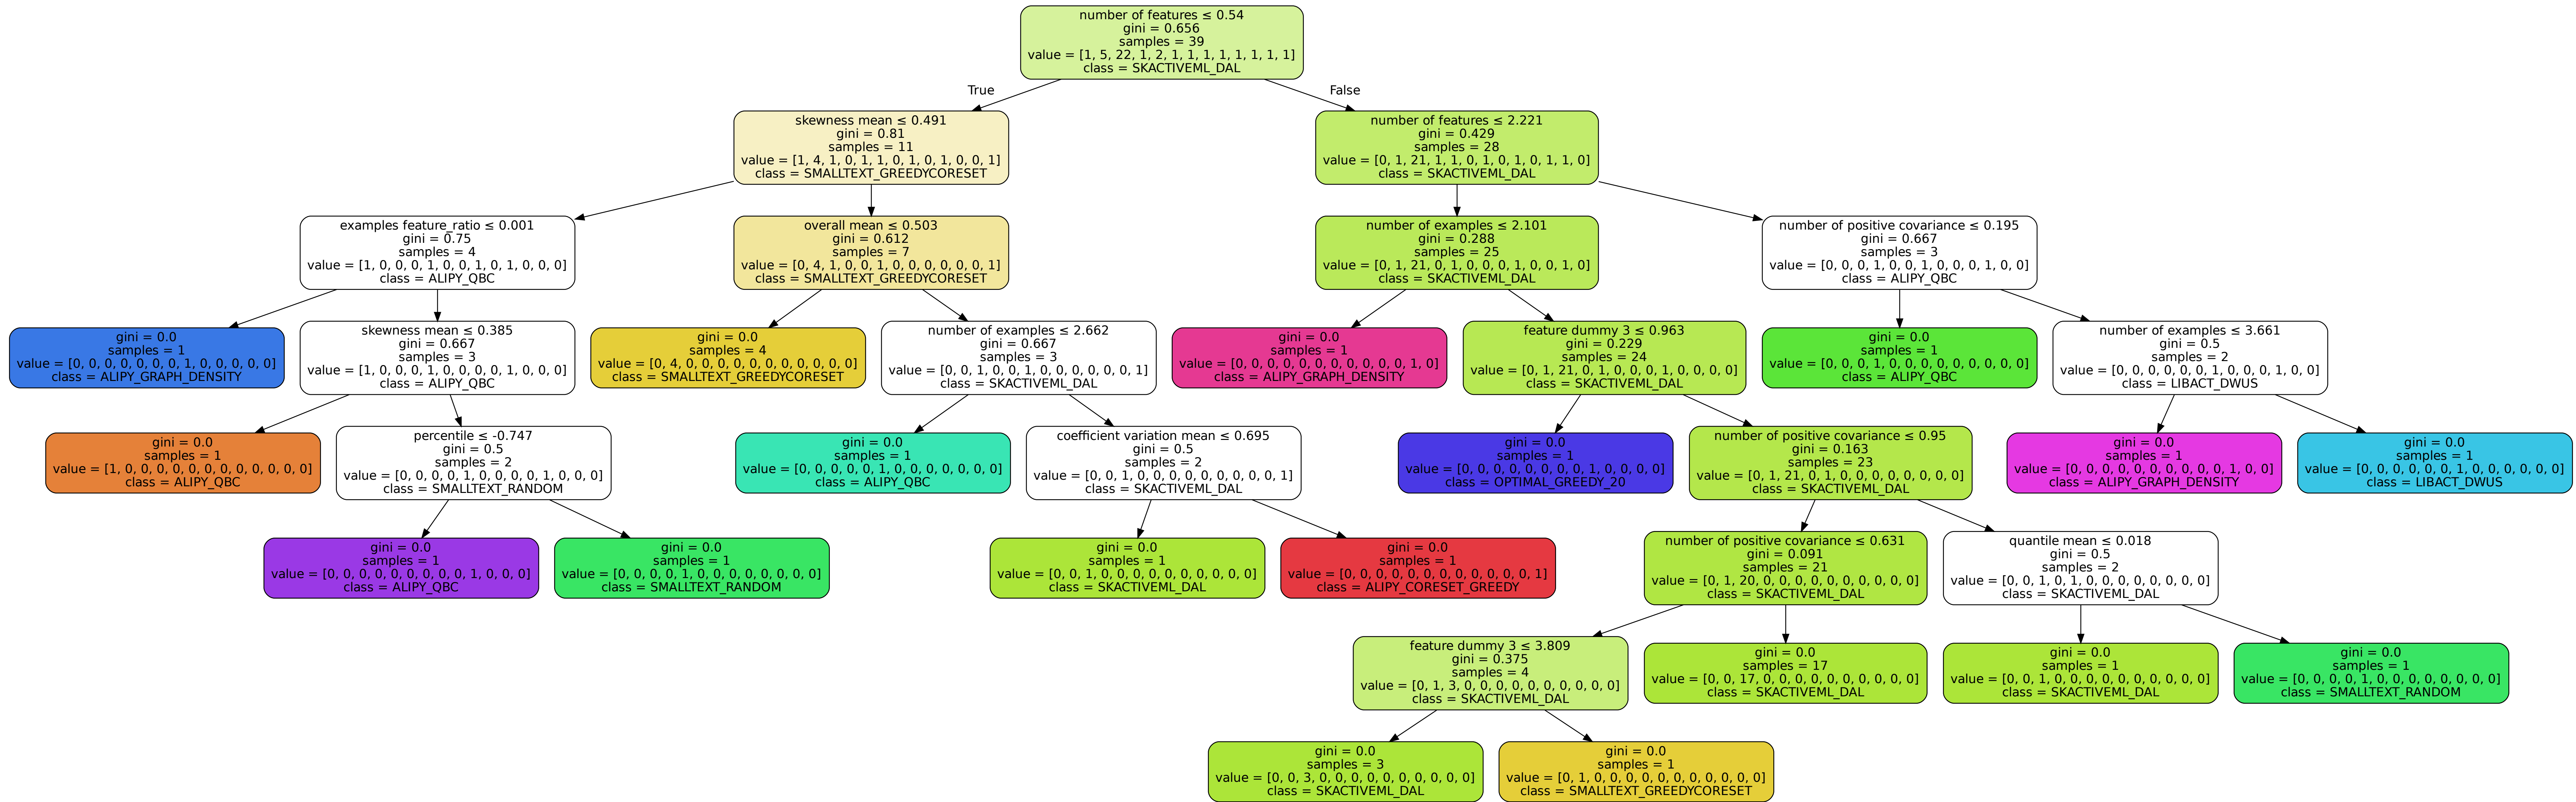 number of features ≤ 0.54
gini = 0.656
samples = 39
value = [1, 5, 22, 1, 2, 1, 1, 1, 1, 1, 1, 1, 1]
class = SKACTIVEML_DAL
True
False
skewness mean ≤ 0.491
gini = 0.81
samples = 11
value = [1, 4, 1, 0, 1, 1, 0, 1, 0, 1, 0, 0, 1]
class = SMALLTEXT_GREEDYCORESET
number of features ≤ 2.221
gini = 0.429
samples = 28
value = [0, 1, 21, 1, 1, 0, 1, 0, 1, 0, 1, 1, 0]
class = SKACTIVEML_DAL
examples feature_ratio ≤ 0.001
gini = 0.75
samples = 4
value = [1, 0, 0, 0, 1, 0, 0, 1, 0, 1, 0, 0, 0]
class = ALIPY_QBC
overall mean ≤ 0.503
gini = 0.612
samples = 7
value = [0, 4, 1, 0, 0, 1, 0, 0, 0, 0, 0, 0, 1]
class = SMALLTEXT_GREEDYCORESET
number of examples ≤ 2.101
gini = 0.288
samples = 25
value = [0, 1, 21, 0, 1, 0, 0, 0, 1, 0, 0, 1, 0]
class = SKACTIVEML_DAL
number of positive covariance ≤ 0.195
gini = 0.667
samples = 3
value = [0, 0, 0, 1, 0, 0, 1, 0, 0, 0, 1, 0, 0]
class = ALIPY_QBC
gini = 0.0
samples = 1
value = [0, 0, 0, 0, 0, 0, 0, 1, 0, 0, 0, 0, 0]
class = ALIPY_GRAPH_DENSITY
skewness mean ≤ 0.385
gini = 0.667
samples = 3
value = [1, 0, 0, 0, 1, 0, 0, 0, 0, 1, 0, 0, 0]
class = ALIPY_QBC
gini = 0.0
samples = 4
value = [0, 4, 0, 0, 0, 0, 0, 0, 0, 0, 0, 0, 0]
class = SMALLTEXT_GREEDYCORESET
number of examples ≤ 2.662
gini = 0.667
samples = 3
value = [0, 0, 1, 0, 0, 1, 0, 0, 0, 0, 0, 0, 1]
class = SKACTIVEML_DAL
gini = 0.0
samples = 1
value = [0, 0, 0, 0, 0, 0, 0, 0, 0, 0, 0, 1, 0]
class = ALIPY_GRAPH_DENSITY
feature dummy 3 ≤ 0.963
gini = 0.229
samples = 24
value = [0, 1, 21, 0, 1, 0, 0, 0, 1, 0, 0, 0, 0]
class = SKACTIVEML_DAL
gini = 0.0
samples = 1
value = [0, 0, 0, 1, 0, 0, 0, 0, 0, 0, 0, 0, 0]
class = ALIPY_QBC
number of examples ≤ 3.661
gini = 0.5
samples = 2
value = [0, 0, 0, 0, 0, 0, 1, 0, 0, 0, 1, 0, 0]
class = LIBACT_DWUS
gini = 0.0
samples = 1
value = [1, 0, 0, 0, 0, 0, 0, 0, 0, 0, 0, 0, 0]
class = ALIPY_QBC
percentile ≤ -0.747
gini = 0.5
samples = 2
value = [0, 0, 0, 0, 1, 0, 0, 0, 0, 1, 0, 0, 0]
class = SMALLTEXT_RANDOM
gini = 0.0
samples = 1
value = [0, 0, 0, 0, 0, 1, 0, 0, 0, 0, 0, 0, 0]
class = ALIPY_QBC
coefficient variation mean ≤ 0.695
gini = 0.5
samples = 2
value = [0, 0, 1, 0, 0, 0, 0, 0, 0, 0, 0, 0, 1]
class = SKACTIVEML_DAL
gini = 0.0
samples = 1
value = [0, 0, 0, 0, 0, 0, 0, 0, 1, 0, 0, 0, 0]
class = OPTIMAL_GREEDY_20
number of positive covariance ≤ 0.95
gini = 0.163
samples = 23
value = [0, 1, 21, 0, 1, 0, 0, 0, 0, 0, 0, 0, 0]
class = SKACTIVEML_DAL
gini = 0.0
samples = 1
value = [0, 0, 0, 0, 0, 0, 0, 0, 0, 0, 1, 0, 0]
class = ALIPY_GRAPH_DENSITY
gini = 0.0
samples = 1
value = [0, 0, 0, 0, 0, 0, 1, 0, 0, 0, 0, 0, 0]
class = LIBACT_DWUS
gini = 0.0
samples = 1
value = [0, 0, 0, 0, 0, 0, 0, 0, 0, 1, 0, 0, 0]
class = ALIPY_QBC
gini = 0.0
samples = 1
value = [0, 0, 0, 0, 1, 0, 0, 0, 0, 0, 0, 0, 0]
class = SMALLTEXT_RANDOM
gini = 0.0
samples = 1
value = [0, 0, 1, 0, 0, 0, 0, 0, 0, 0, 0, 0, 0]
class = SKACTIVEML_DAL
gini = 0.0
samples = 1
value = [0, 0, 0, 0, 0, 0, 0, 0, 0, 0, 0, 0, 1]
class = ALIPY_CORESET_GREEDY
number of positive covariance ≤ 0.631
gini = 0.091
samples = 21
value = [0, 1, 20, 0, 0, 0, 0, 0, 0, 0, 0, 0, 0]
class = SKACTIVEML_DAL
quantile mean ≤ 0.018
gini = 0.5
samples = 2
value = [0, 0, 1, 0, 1, 0, 0, 0, 0, 0, 0, 0, 0]
class = SKACTIVEML_DAL
feature dummy 3 ≤ 3.809
gini = 0.375
samples = 4
value = [0, 1, 3, 0, 0, 0, 0, 0, 0, 0, 0, 0, 0]
class = SKACTIVEML_DAL
gini = 0.0
samples = 17
value = [0, 0, 17, 0, 0, 0, 0, 0, 0, 0, 0, 0, 0]
class = SKACTIVEML_DAL
gini = 0.0
samples = 1
value = [0, 0, 1, 0, 0, 0, 0, 0, 0, 0, 0, 0, 0]
class = SKACTIVEML_DAL
gini = 0.0
samples = 1
value = [0, 0, 0, 0, 1, 0, 0, 0, 0, 0, 0, 0, 0]
class = SMALLTEXT_RANDOM
gini = 0.0
samples = 3
value = [0, 0, 3, 0, 0, 0, 0, 0, 0, 0, 0, 0, 0]
class = SKACTIVEML_DAL
gini = 0.0
samples = 1
value = [0, 1, 0, 0, 0, 0, 0, 0, 0, 0, 0, 0, 0]
class = SMALLTEXT_GREEDYCORESET